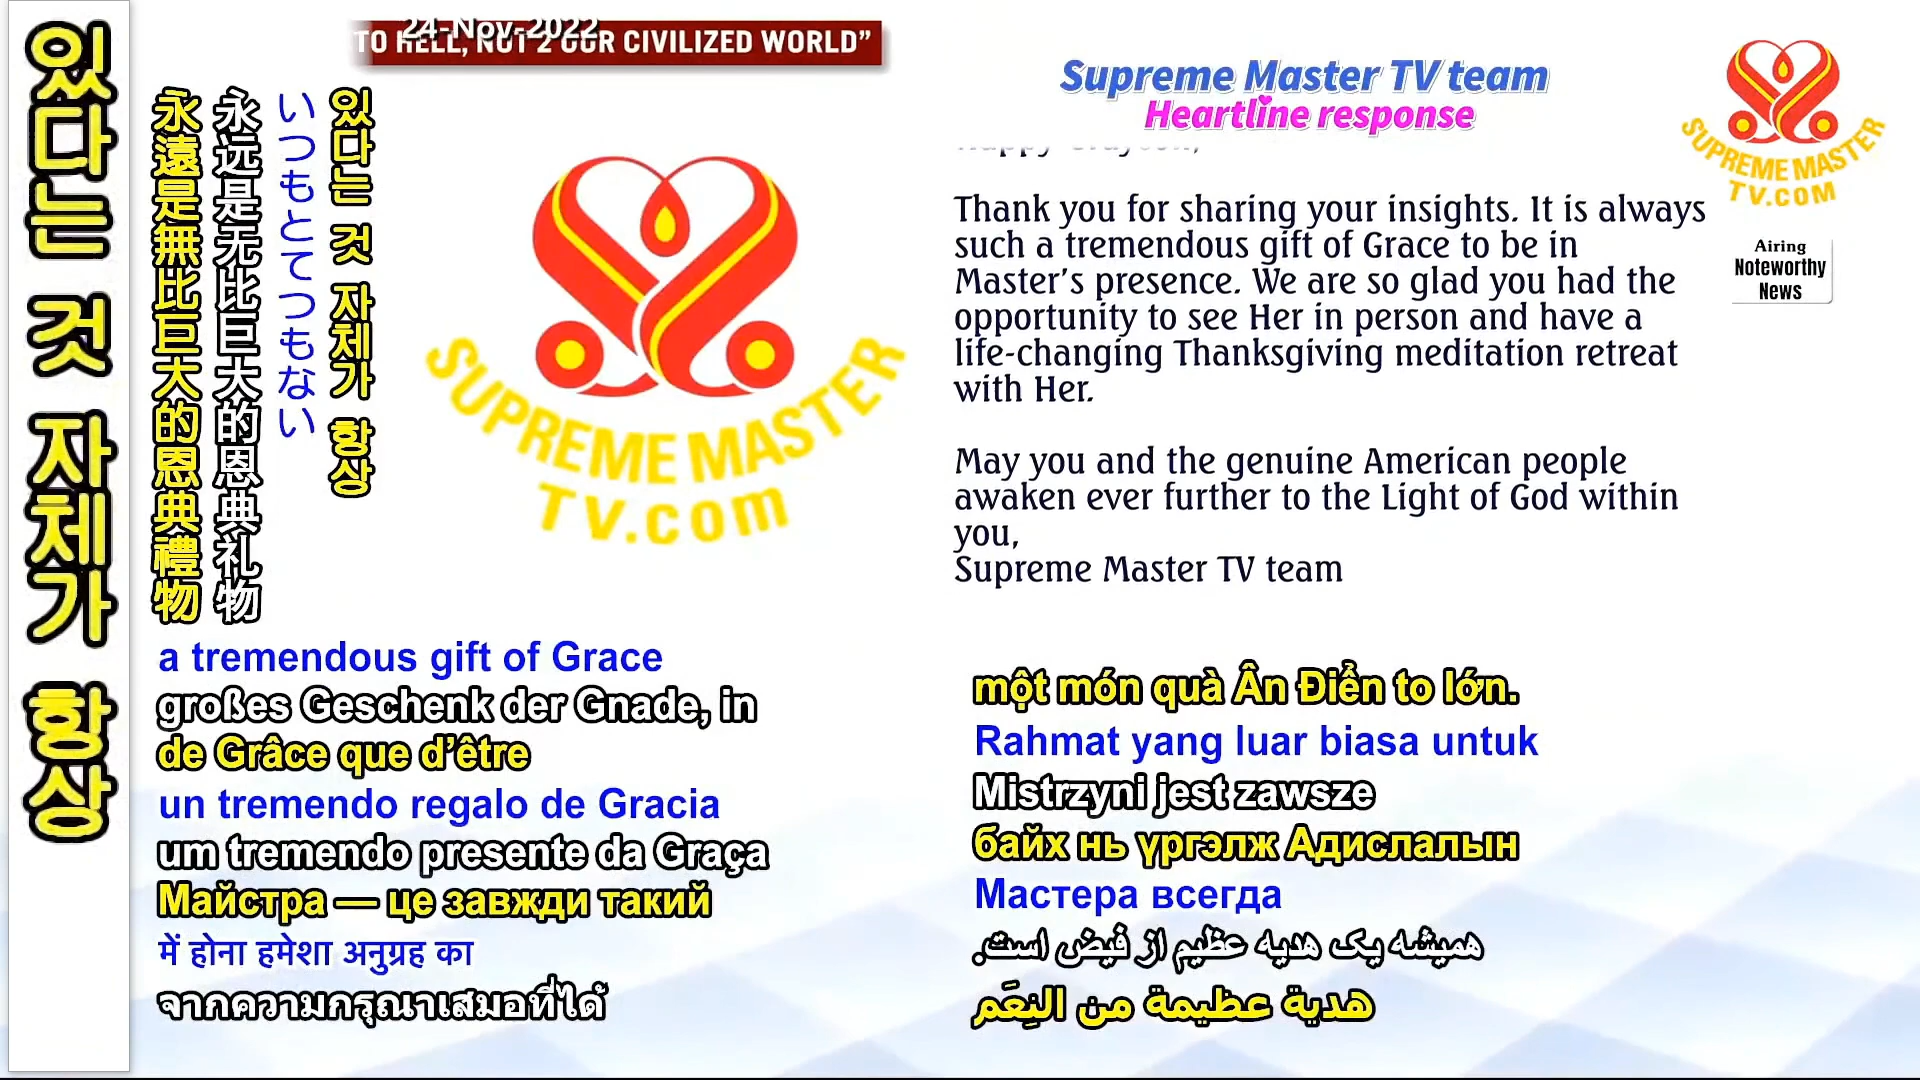 있다는 것 자체가 항상
24-Nov-2022
TO HELL, NOT 2 OUR CIVILIZED WORLD”
永遠是無比巨大的恩典禮物
永远是无比巨大的恩典礼物
いつもとてつもない
있다는 것 자체가 항상
SUPREME MASTER
TV.com
a tremendous gift of Grace
großes Geschenk der Gnade, in
de Grâce que d’être
un tremendo regalo de Gracia
um tremendo presente da Graça
Майстра — це завжди такий
में होना हमेशा अनुग्रह का
จากความกรุณาเสมอที่ได้
Supreme Master TV team
Heartline response
Thank you for sharing your insights. It is always
such a tremendous gift of Grace to be in
Master’s presence. We are so glad you had the
opportunity to see Her in person and have a
life-changing Thanksgiving meditation retreat
with Her.
May you and the genuine American people
awaken ever further to the Light of God within
you,
Supreme Master TV team
một món quà Ân Điển to lớn.
Rahmat yang luar biasa untuk
Mistrzyni jest zawsze
байх нь үргэлж Адислалын
Мастера всегда
همیشه یک هدیه عظیم از فیض است.
هدية عظيمة من النِعَم
SUPREME MASTER
TV.COM
Airing
Noteworthy
News